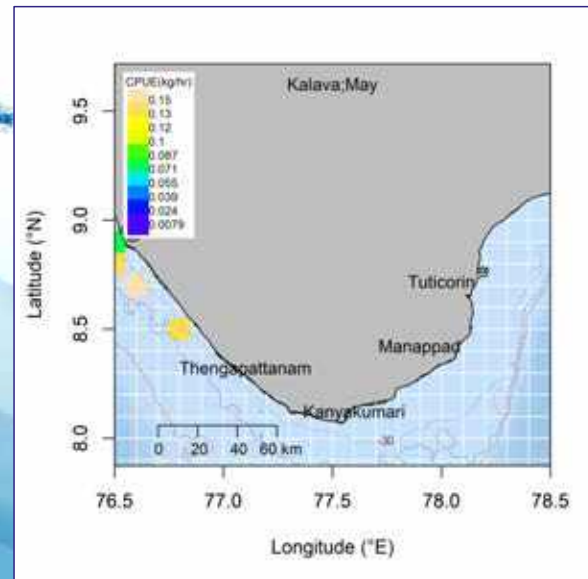 Kalava;May
CPUE(kg/hr)
0.15
0.13
0.12
0.1
0.087
0.071
0.055
0.039
0.024
0.0079
9.5
9.0
8.5
8.0
Latitude (°N)
Tuticorin
Manappad
Thengapattanam
Kanyakumari
-30
0 20 40 60 km
76.5 77.0 77.5 78.0 78.5
Longitude (°E)